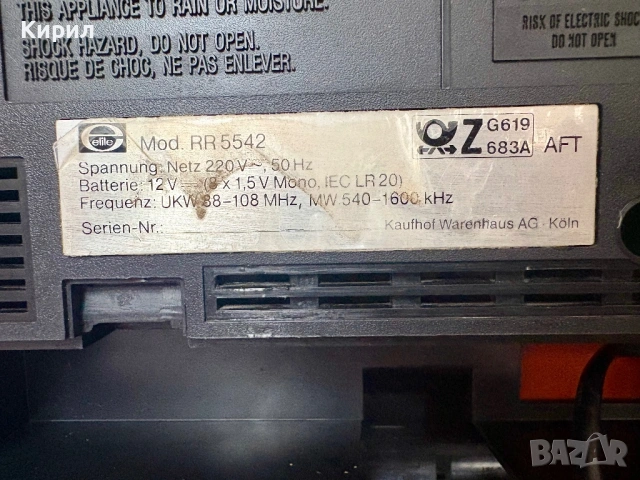 THIS APPLIANCE TO RAIN OR MOISTURE.
Кирил
SHOCK HAZARD, DO NOT OPEN.
RISQUE DE CHOC, NE PAS ENLEVER.
RISK OF ELECTRIC SHOC
DO NOT OPEN
elite
Mod. RR 5542
Z G619
683A AFT
Spannung: Netz 220 V~, 50 Hz
Batterie: 12 V (8 x 1,5 V Mono, IEC LR 20)
Frequenz: UKW 88–108 MHz, MW 540–1600 kHz
Serien-Nr.:
Kaufhof Warenhaus AG · Köln
BAZAR